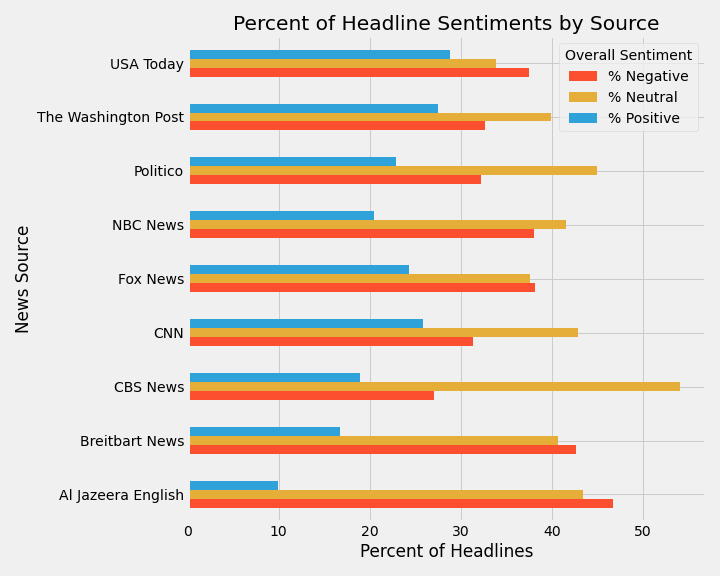 Percent of Headline Sentiments by Source
Overall Sentiment
% Negative
% Neutral
% Positive
News Source
USA Today
The Washington Post
Politico
NBC News
Fox News
CNN
CBS News
Breitbart News
Al Jazeera English
0 10 20 30 40 50
Percent of Headlines